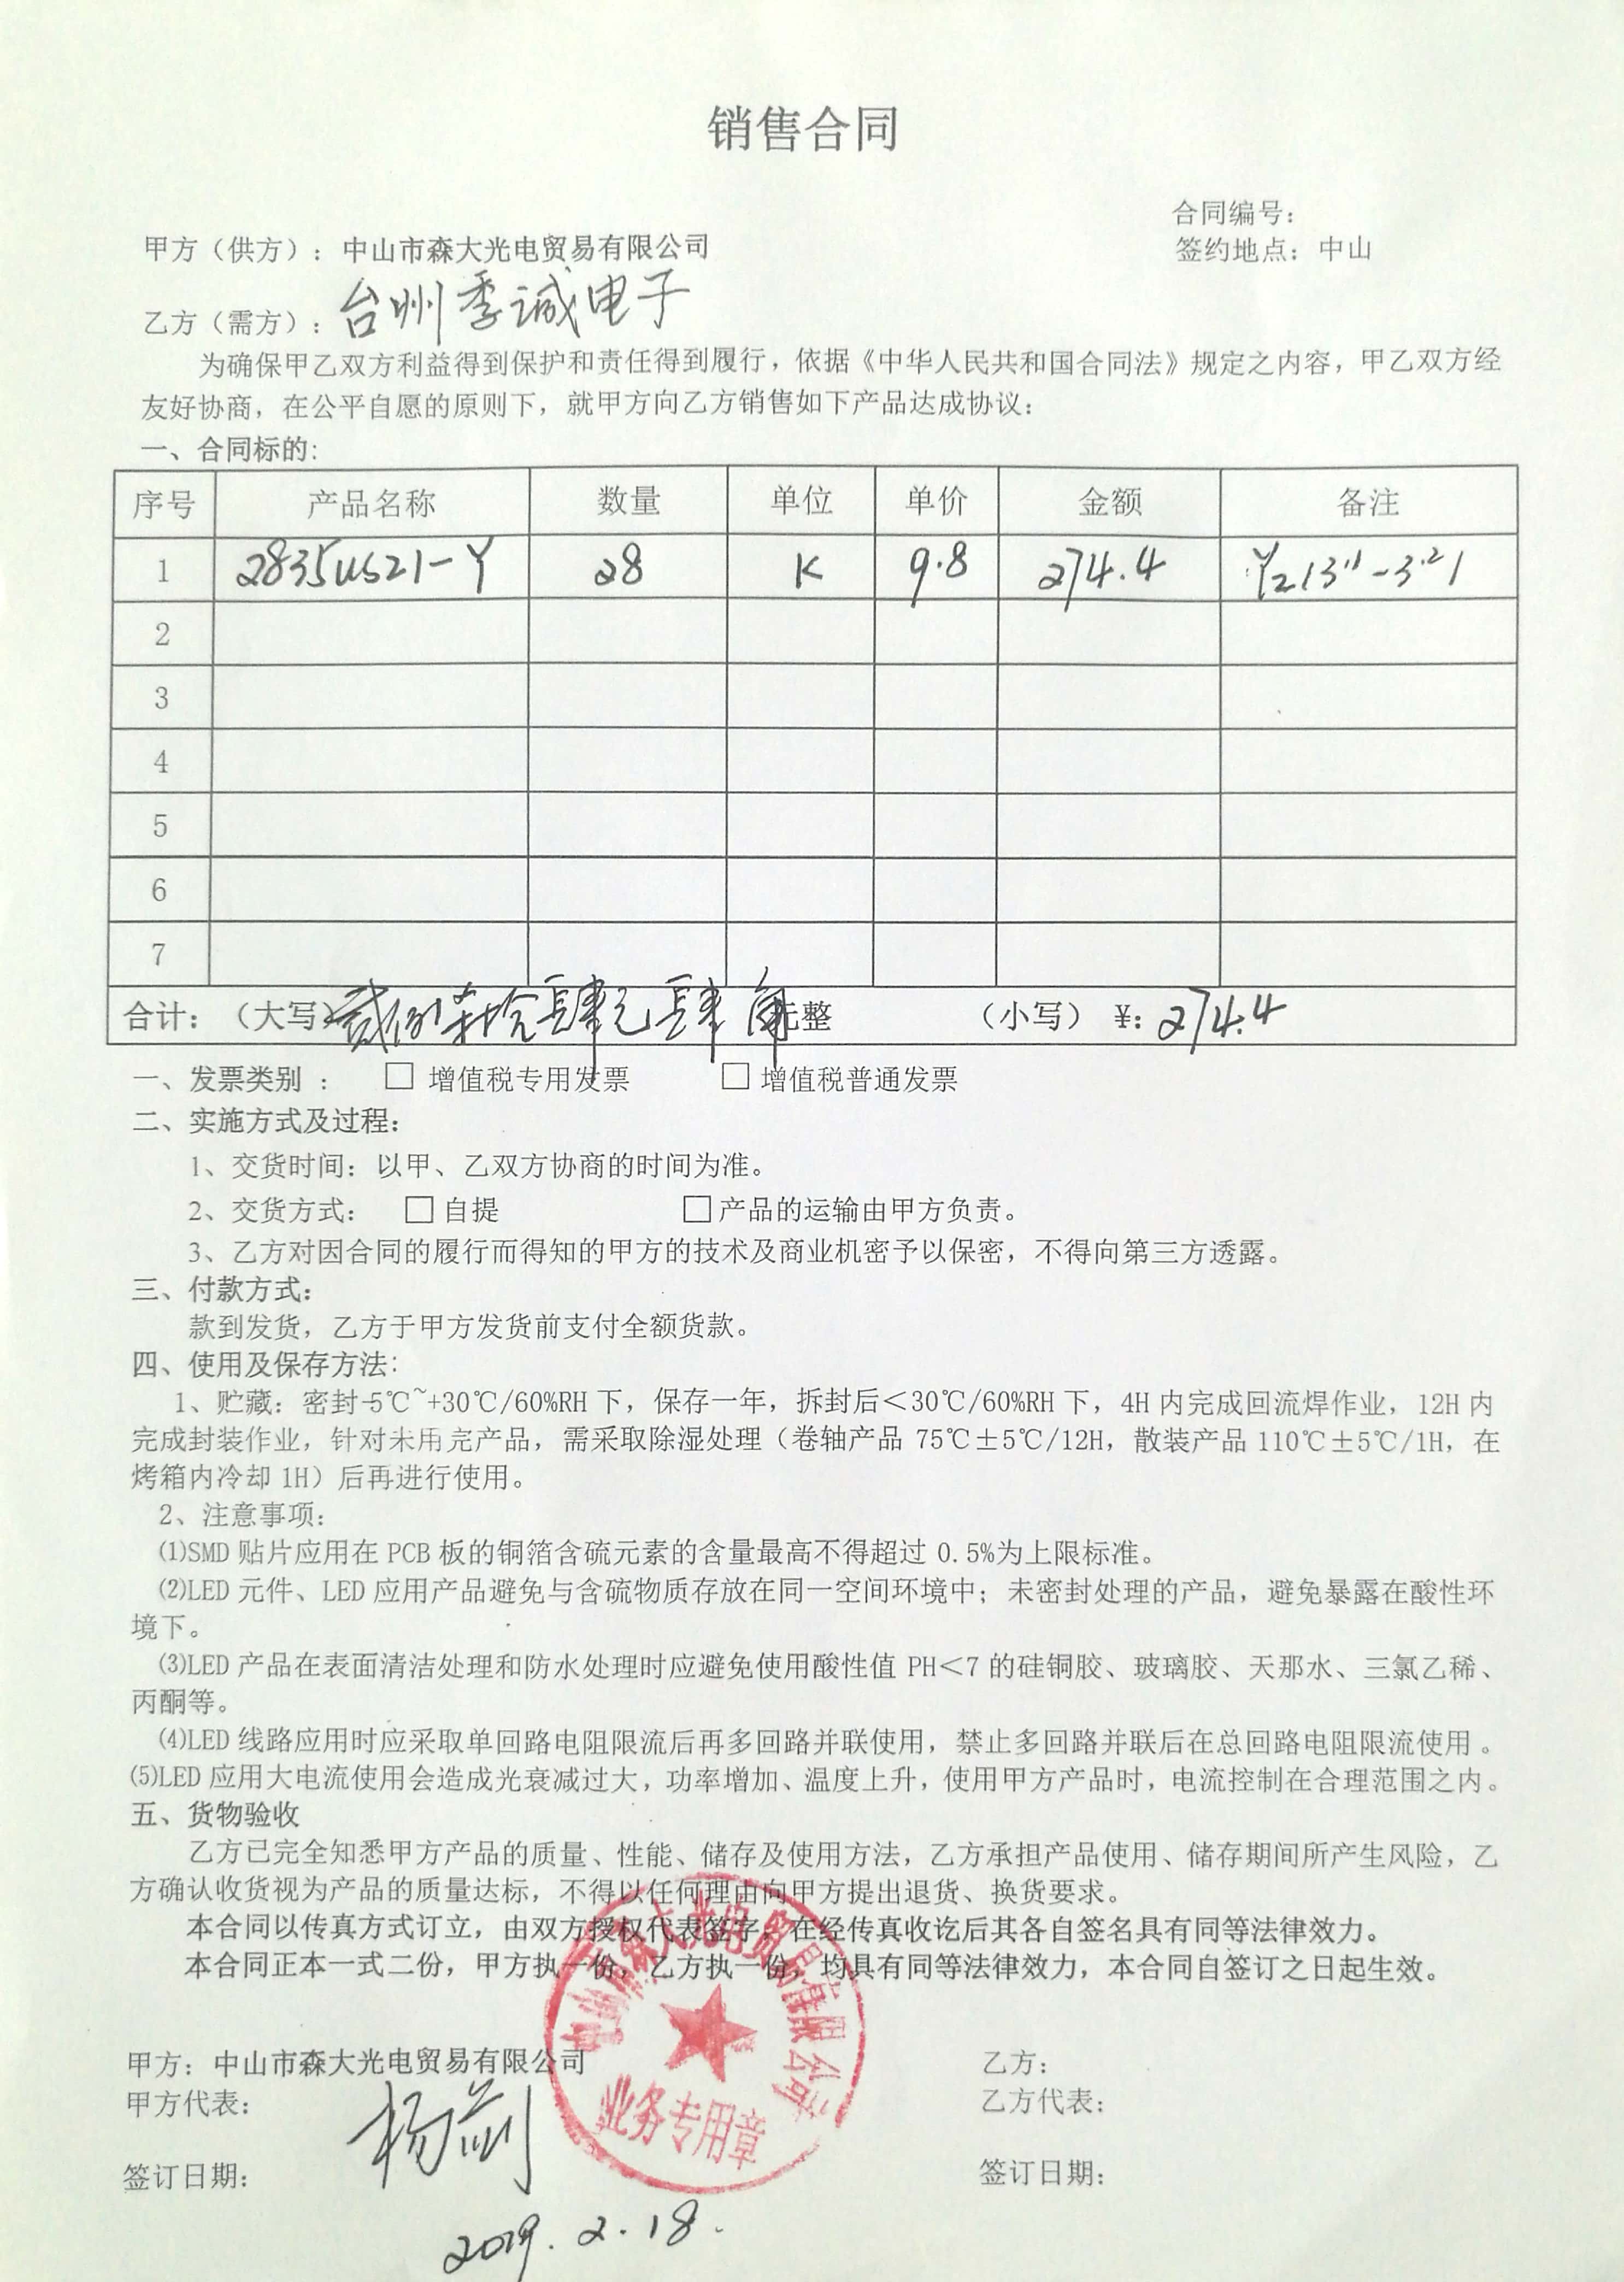 销售合同
合同编号：
甲方（供方）：中山市森大光电贸易有限公司
签约地点：中山
乙方（需方）：台州季诚电子
为确保甲乙双方利益得到保护和责任得到履行，依据《中华人民共和国合同法》规定之内容，甲乙双方经
友好协商，在公平自愿的原则下，就甲方向乙方销售如下产品达成协议：
一、合同标的:
序号 产品名称 数量 单位 单价 金额 备注
1 2835US21-Y 28 K 9.8 274.4
2
3
4
5
6
7
合计：（大写）贰佰柒拾肆元肆角元整 （小写）¥：274.4
一、发票类别 ： □ 增值税专用发票 □ 增值税普通发票
二、实施方式及过程：
1、交货时间：以甲、乙双方协商的时间为准。
2、交货方式： □ 自提 □产品的运输由甲方负责。
3、乙方对因合同的履行而得知的甲方的技术及商业机密予以保密，不得向第三方透露。
三、付款方式：
款到发货，乙方于甲方发货前支付全额货款。
四、使用及保存方法：
1、贮藏：密封-5℃~+30℃/60%RH 下，保存一年，拆封后＜30℃/60%RH 下，4H 内完成回流焊作业，12H 内
完成封装作业，针对未用完产品，需采取除湿处理（卷轴产品 75℃±5℃/12H，散装产品 110℃±5℃/1H，在
烤箱内冷却 1H）后再进行使用。
2、注意事项：
⑴SMD 贴片应用在 PCB 板的铜箔含硫元素的含量最高不得超过 0.5%为上限标准。
⑵LED 元件、LED 应用产品避免与含硫物质存放在同一空间环境中；未密封处理的产品，避免暴露在酸性环
境下。
⑶LED 产品在表面清洁处理和防水处理时应避免使用酸性值 PH＜7 的硅铜胶、玻璃胶、天那水、三氯乙稀、
丙酮等。
⑷LED 线路应用时应采取单回路电阻限流后再多回路并联使用，禁止多回路并联后在总回路电阻限流使用 。
⑸LED 应用大电流使用会造成光衰减过大，功率增加、温度上升，使用甲方产品时，电流控制在合理范围之内。
五、货物验收
乙方已完全知悉甲方产品的质量、性能、储存及使用方法，乙方承担产品使用、储存期间所产生风险，乙
方确认收货视为产品的质量达标，不得以任何理由向甲方提出退货、换货要求。
本合同以传真方式订立，由双方授权代表签字，在经传真收讫后其各自签名具有同等法律效力。
本合同正本一式二份，甲方执一份，乙方执一份，均具有同等法律效力，本合同自签订之日起生效。
中山市森大光电贸易有限公司
业务专用章
甲方：中山市森大光电贸易有限公司
乙方：
甲方代表：
乙方代表：
签订日期：
签订日期：
2019.2.18.